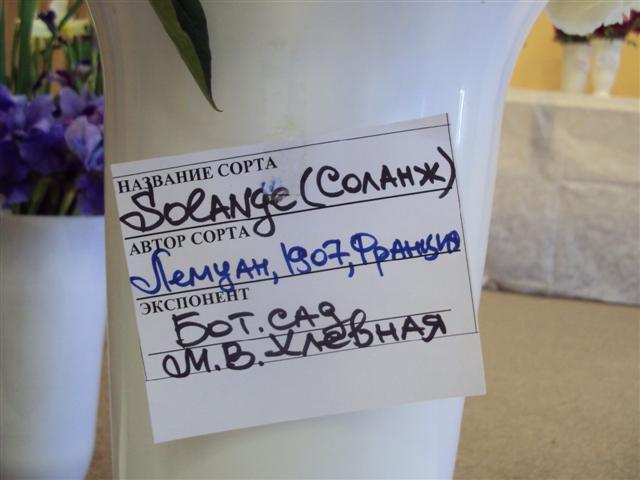 НАЗВАНИЕ СОРТА
Solange (Соланж)
АВТОР СОРТА
Лемуан, 1907, Франция
ЭКСПОНЕНТ
Бот. сад
М.В. Хлевная